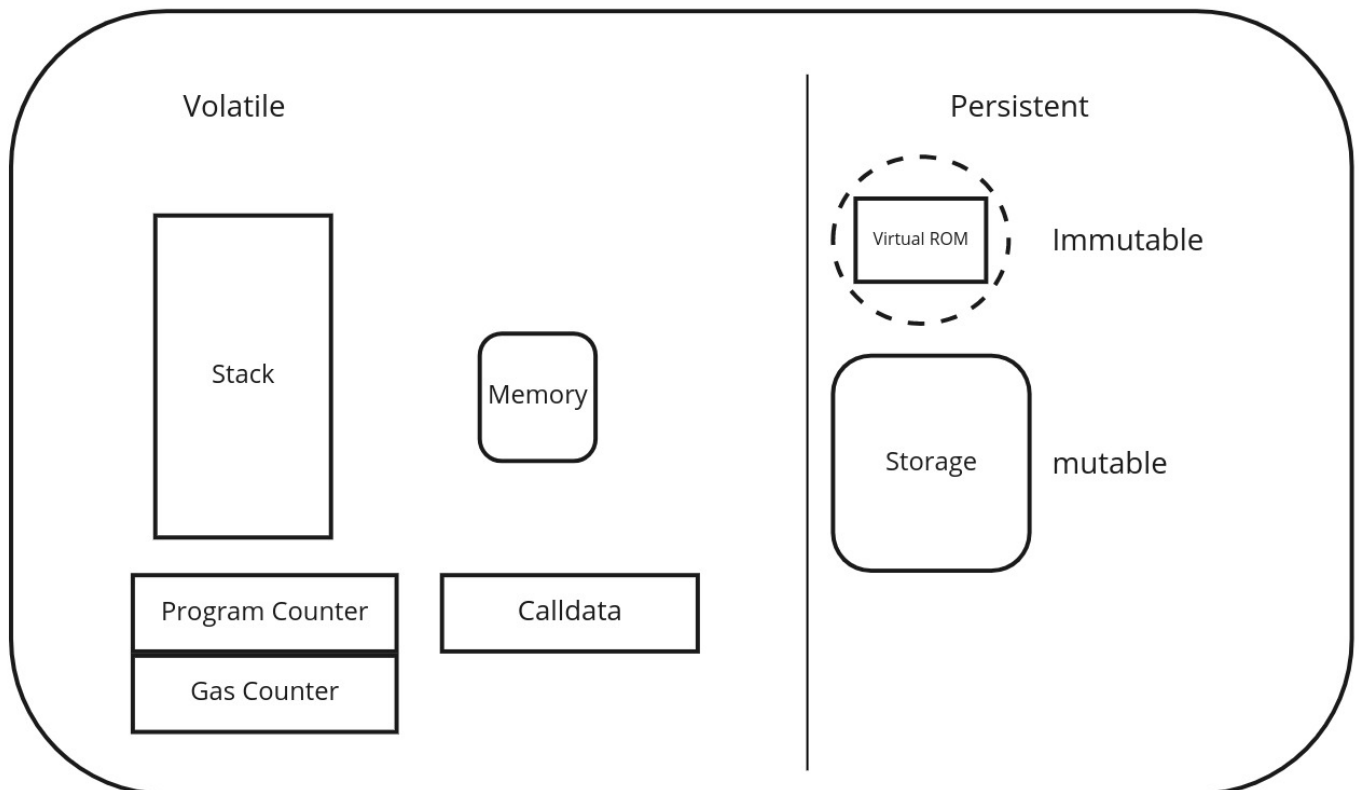 Volatile
Persistent
Virtual ROM
Immutable
Stack
Memory
Storage
mutable
Program Counter
Calldata
Gas Counter